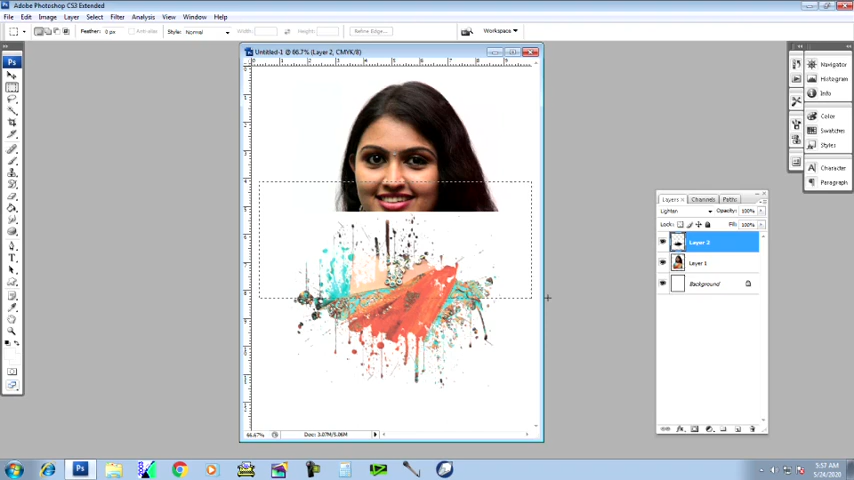 Adobe Photoshop CS3 Extended
File Edit Image Layer Select Filter Analysis View Window Help
Feather: 0 px Anti-alias Style: Normal Width: Height: Refine Edge... Workspace
Untitled-1 @ 66.7% (Layer 2, CMYK/8)
Ps
Navigator
Histogram
Info
Color
Swatches
Styles
Character
Paragraph
Layers Channels Paths
Lighten Opacity: 100%
Lock: Fill: 100%
Layer 2
Layer 1
Background
66.67% Doc: 3.07M/5.06M
Ps
5:57 AM
5/24/2020